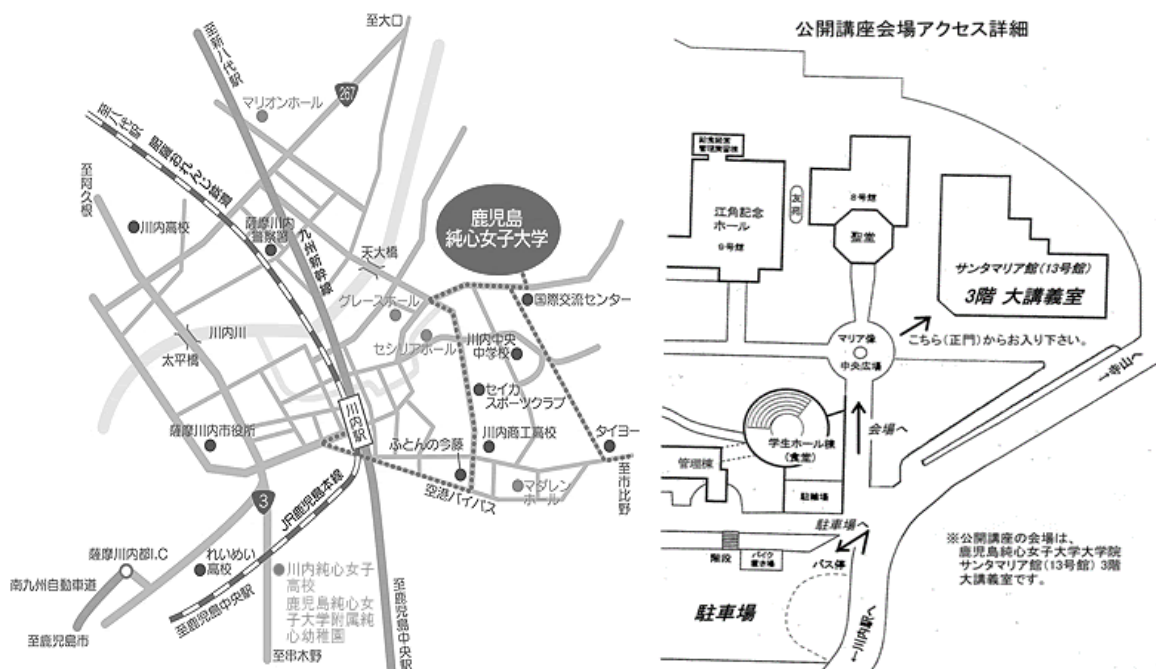 至大口
至新八代駅
267
マリオンホール
至八代駅 肥薩おれんじ鉄道
至阿久根
川内高校
薩摩川内
警察署
九州新幹線
天大橋
鹿児島
純心女子大学
国際交流センター
グレースホール
セシリアホール
川内中央
中学校
川内川
太平橋
セイカ
スポーツクラブ
川内駅
薩摩川内市役所
ふとんの今藤
川内商工高校
タイヨー
空港バイパス
マダレン
ホール
至市比野
3
JR鹿児島本線
薩摩川内都I.C
れいめい
高校
南九州自動車道
至鹿児島中央駅
川内純心女子
高校
鹿児島純心女
子大学附属純
心幼稚園
至鹿児島市
至串木野
至鹿児島中央駅
公開講座会場アクセス詳細
江角記念
ホール
9号館
8号館
聖堂
サンタマリア館(13号館)
3階 大講義室
こちら(正門)からお入り下さい。
マリア像
中央広場
→寺山へ
会場へ
学生ホール棟
(食堂)
管理棟
駐輪場
駐車場へ
階段
バイク
置き場
バス停
駐車場
←川内駅へ
※公開講座の会場は、
鹿児島純心女子大学大学院
サンタマリア館(13号館)3階
大講義室です。